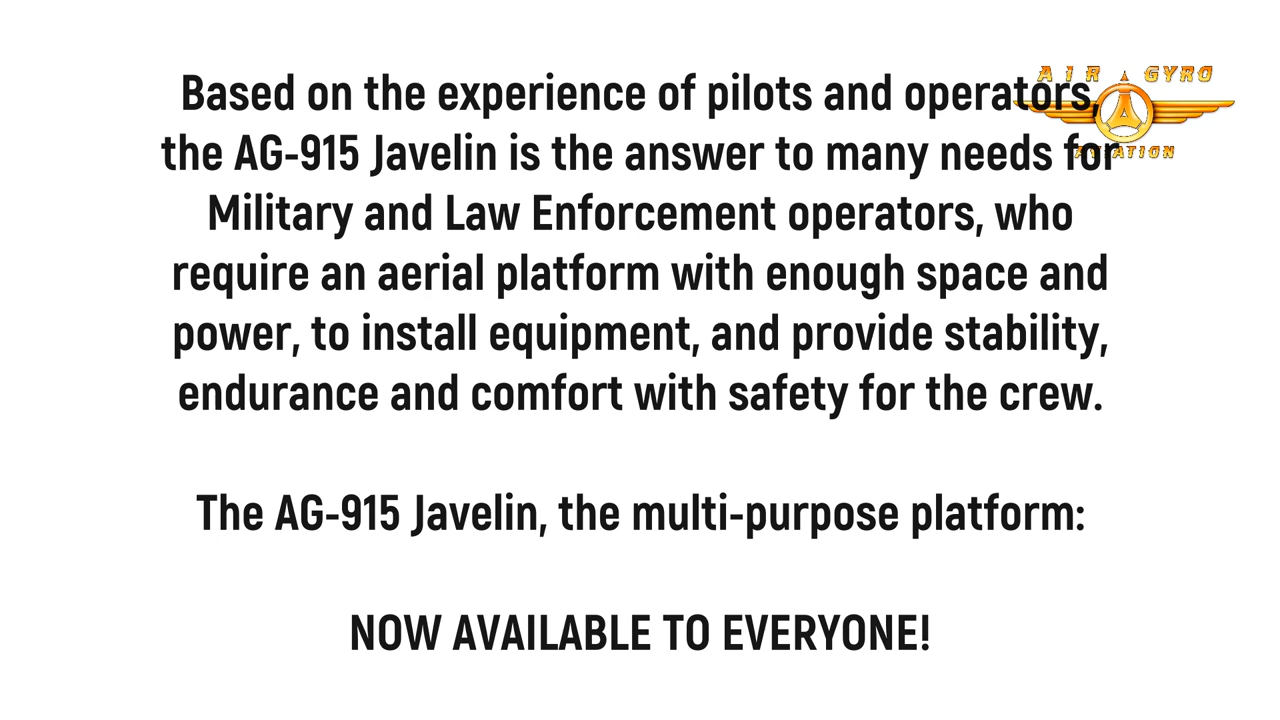 AIR GYRO
AVIATION
Based on the experience of pilots and operators,
the AG-915 Javelin is the answer to many needs for
Military and Law Enforcement operators, who
require an aerial platform with enough space and
power, to install equipment, and provide stability,
endurance and comfort with safety for the crew.
The AG-915 Javelin, the multi-purpose platform:
NOW AVAILABLE TO EVERYONE!